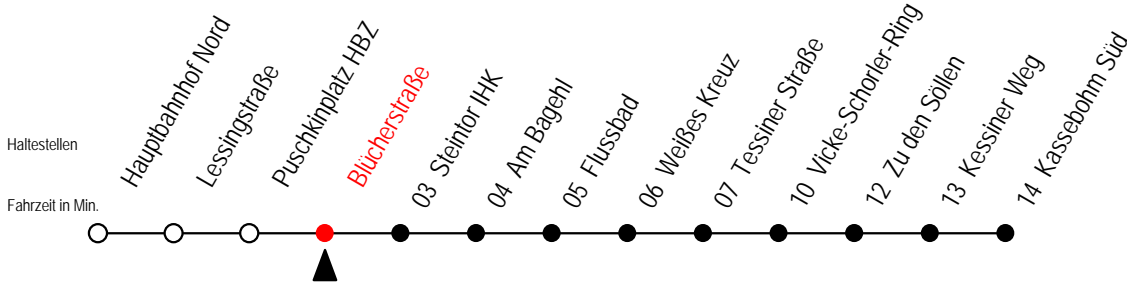 Haltestellen
Fahrzeit in Min.
Hauptbahnhof Nord
Lessingstraße
Puschkinplatz HBZ
Blücherstraße
03 Steintor IHK
04 Am Bagehl
05 Flussbad
06 Weißes Kreuz
07 Tessiner Straße
10 Vicke-Schorler-Ring
12 Zu den Söllen
13 Kessiner Weg
14 Kassebohm Süd